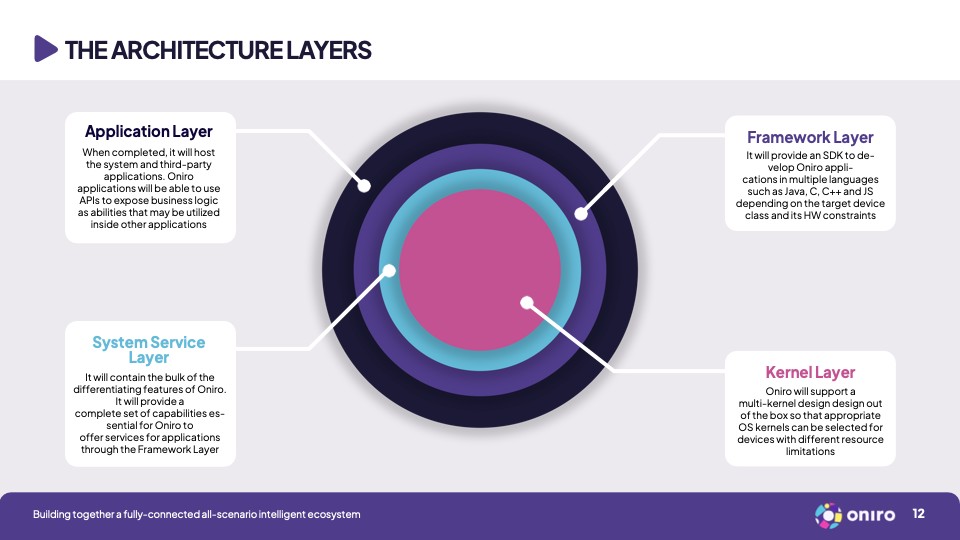 THE ARCHITECTURE LAYERS
Application Layer
When completed, it will host
the system and third-party
applications. Oniro
applications will be able to use
APIs to expose business logic
as abilities that may be utilized
inside other applications
Framework Layer
It will provide an SDK to de-
velop Oniro appli-
cations in multiple languages
such as Java, C, C++ and JS
depending on the target device
class and its HW constraints
System Service
Layer
It will contain the bulk of the
differentiating features of Oniro.
It will provide a
complete set of capabilities es-
sential for Oniro to
offer services for applications
through the Framework Layer
Kernel Layer
Oniro will support a
multi-kernel design design out
of the box so that appropriate
OS kernels can be selected for
devices with different resource
limitations
Building together a fully-connected all-scenario intelligent ecosystem
oniro
12